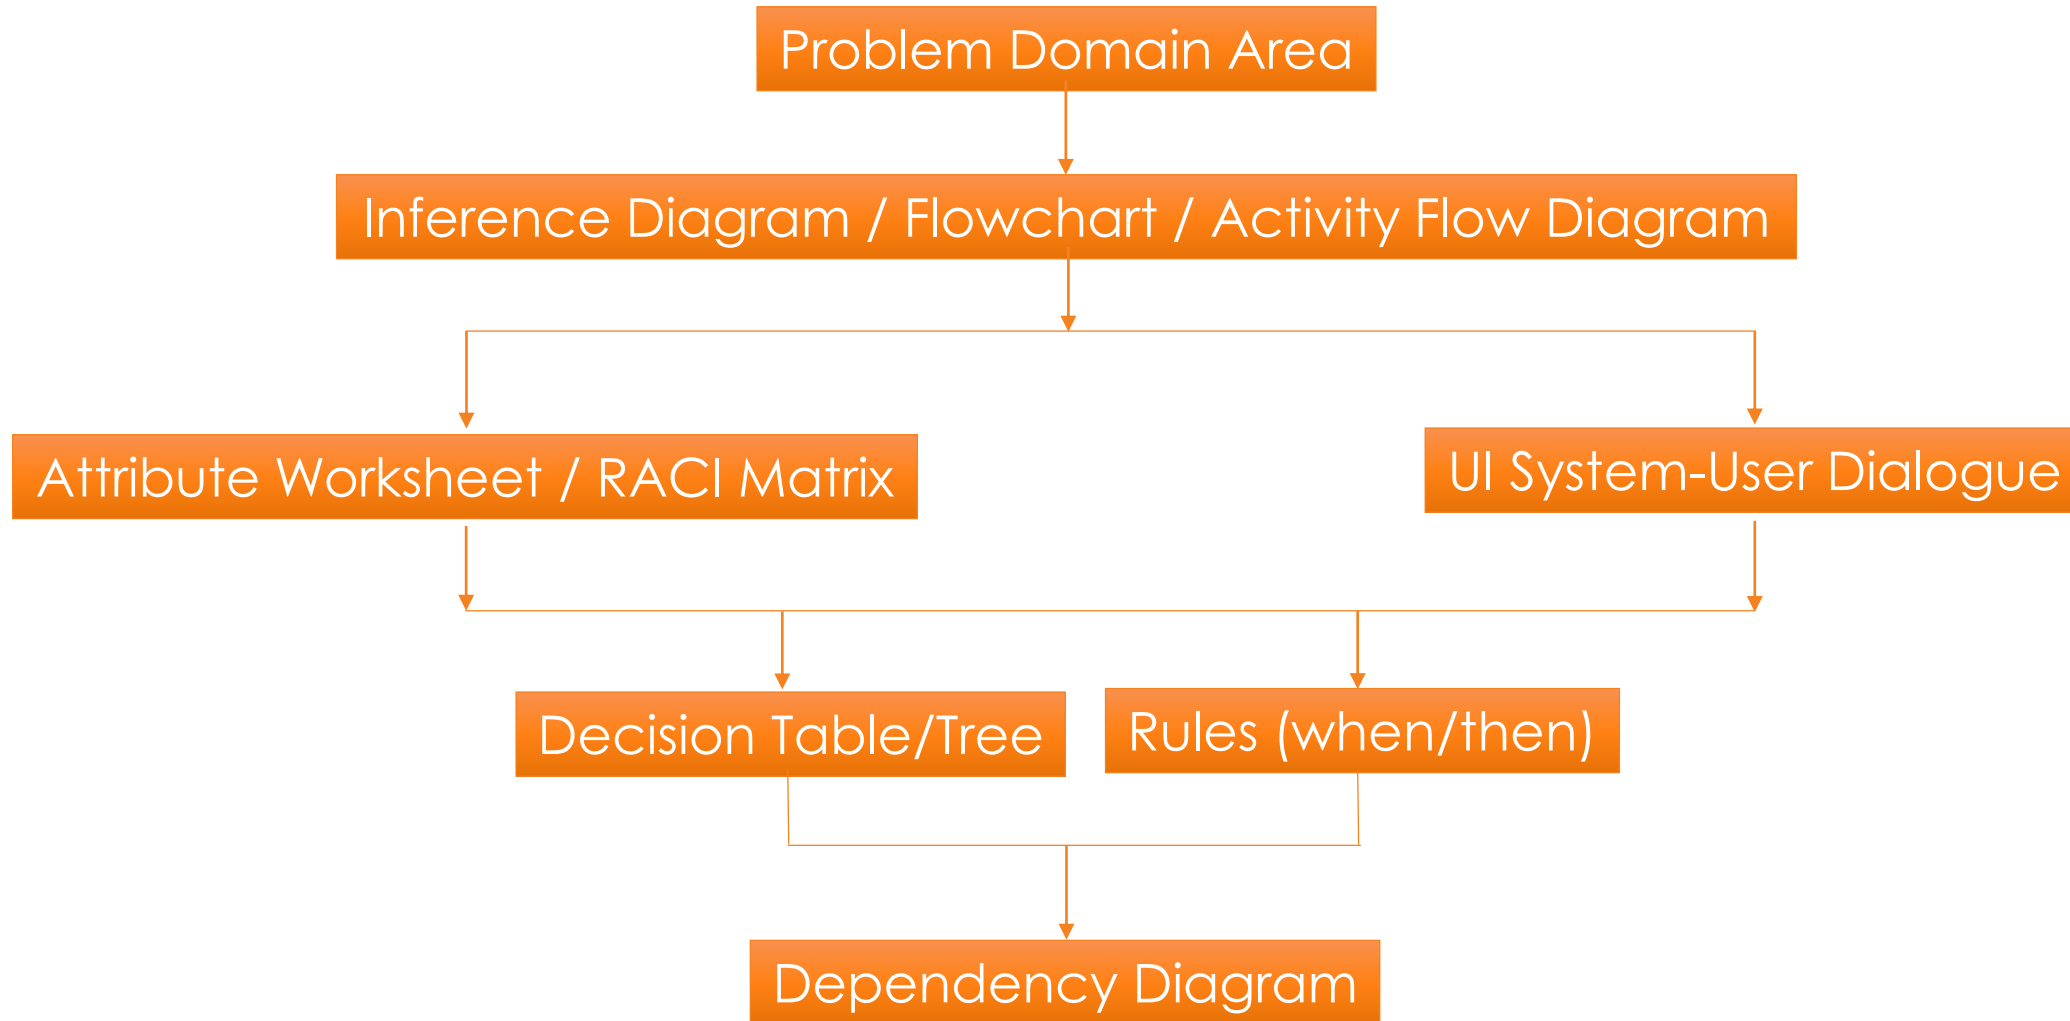 Problem Domain Area
Inference Diagram / Flowchart / Activity Flow Diagram
Attribute Worksheet / RACI Matrix
UI System-User Dialogue
Decision Table/Tree
Rules (when/then)
Dependency Diagram